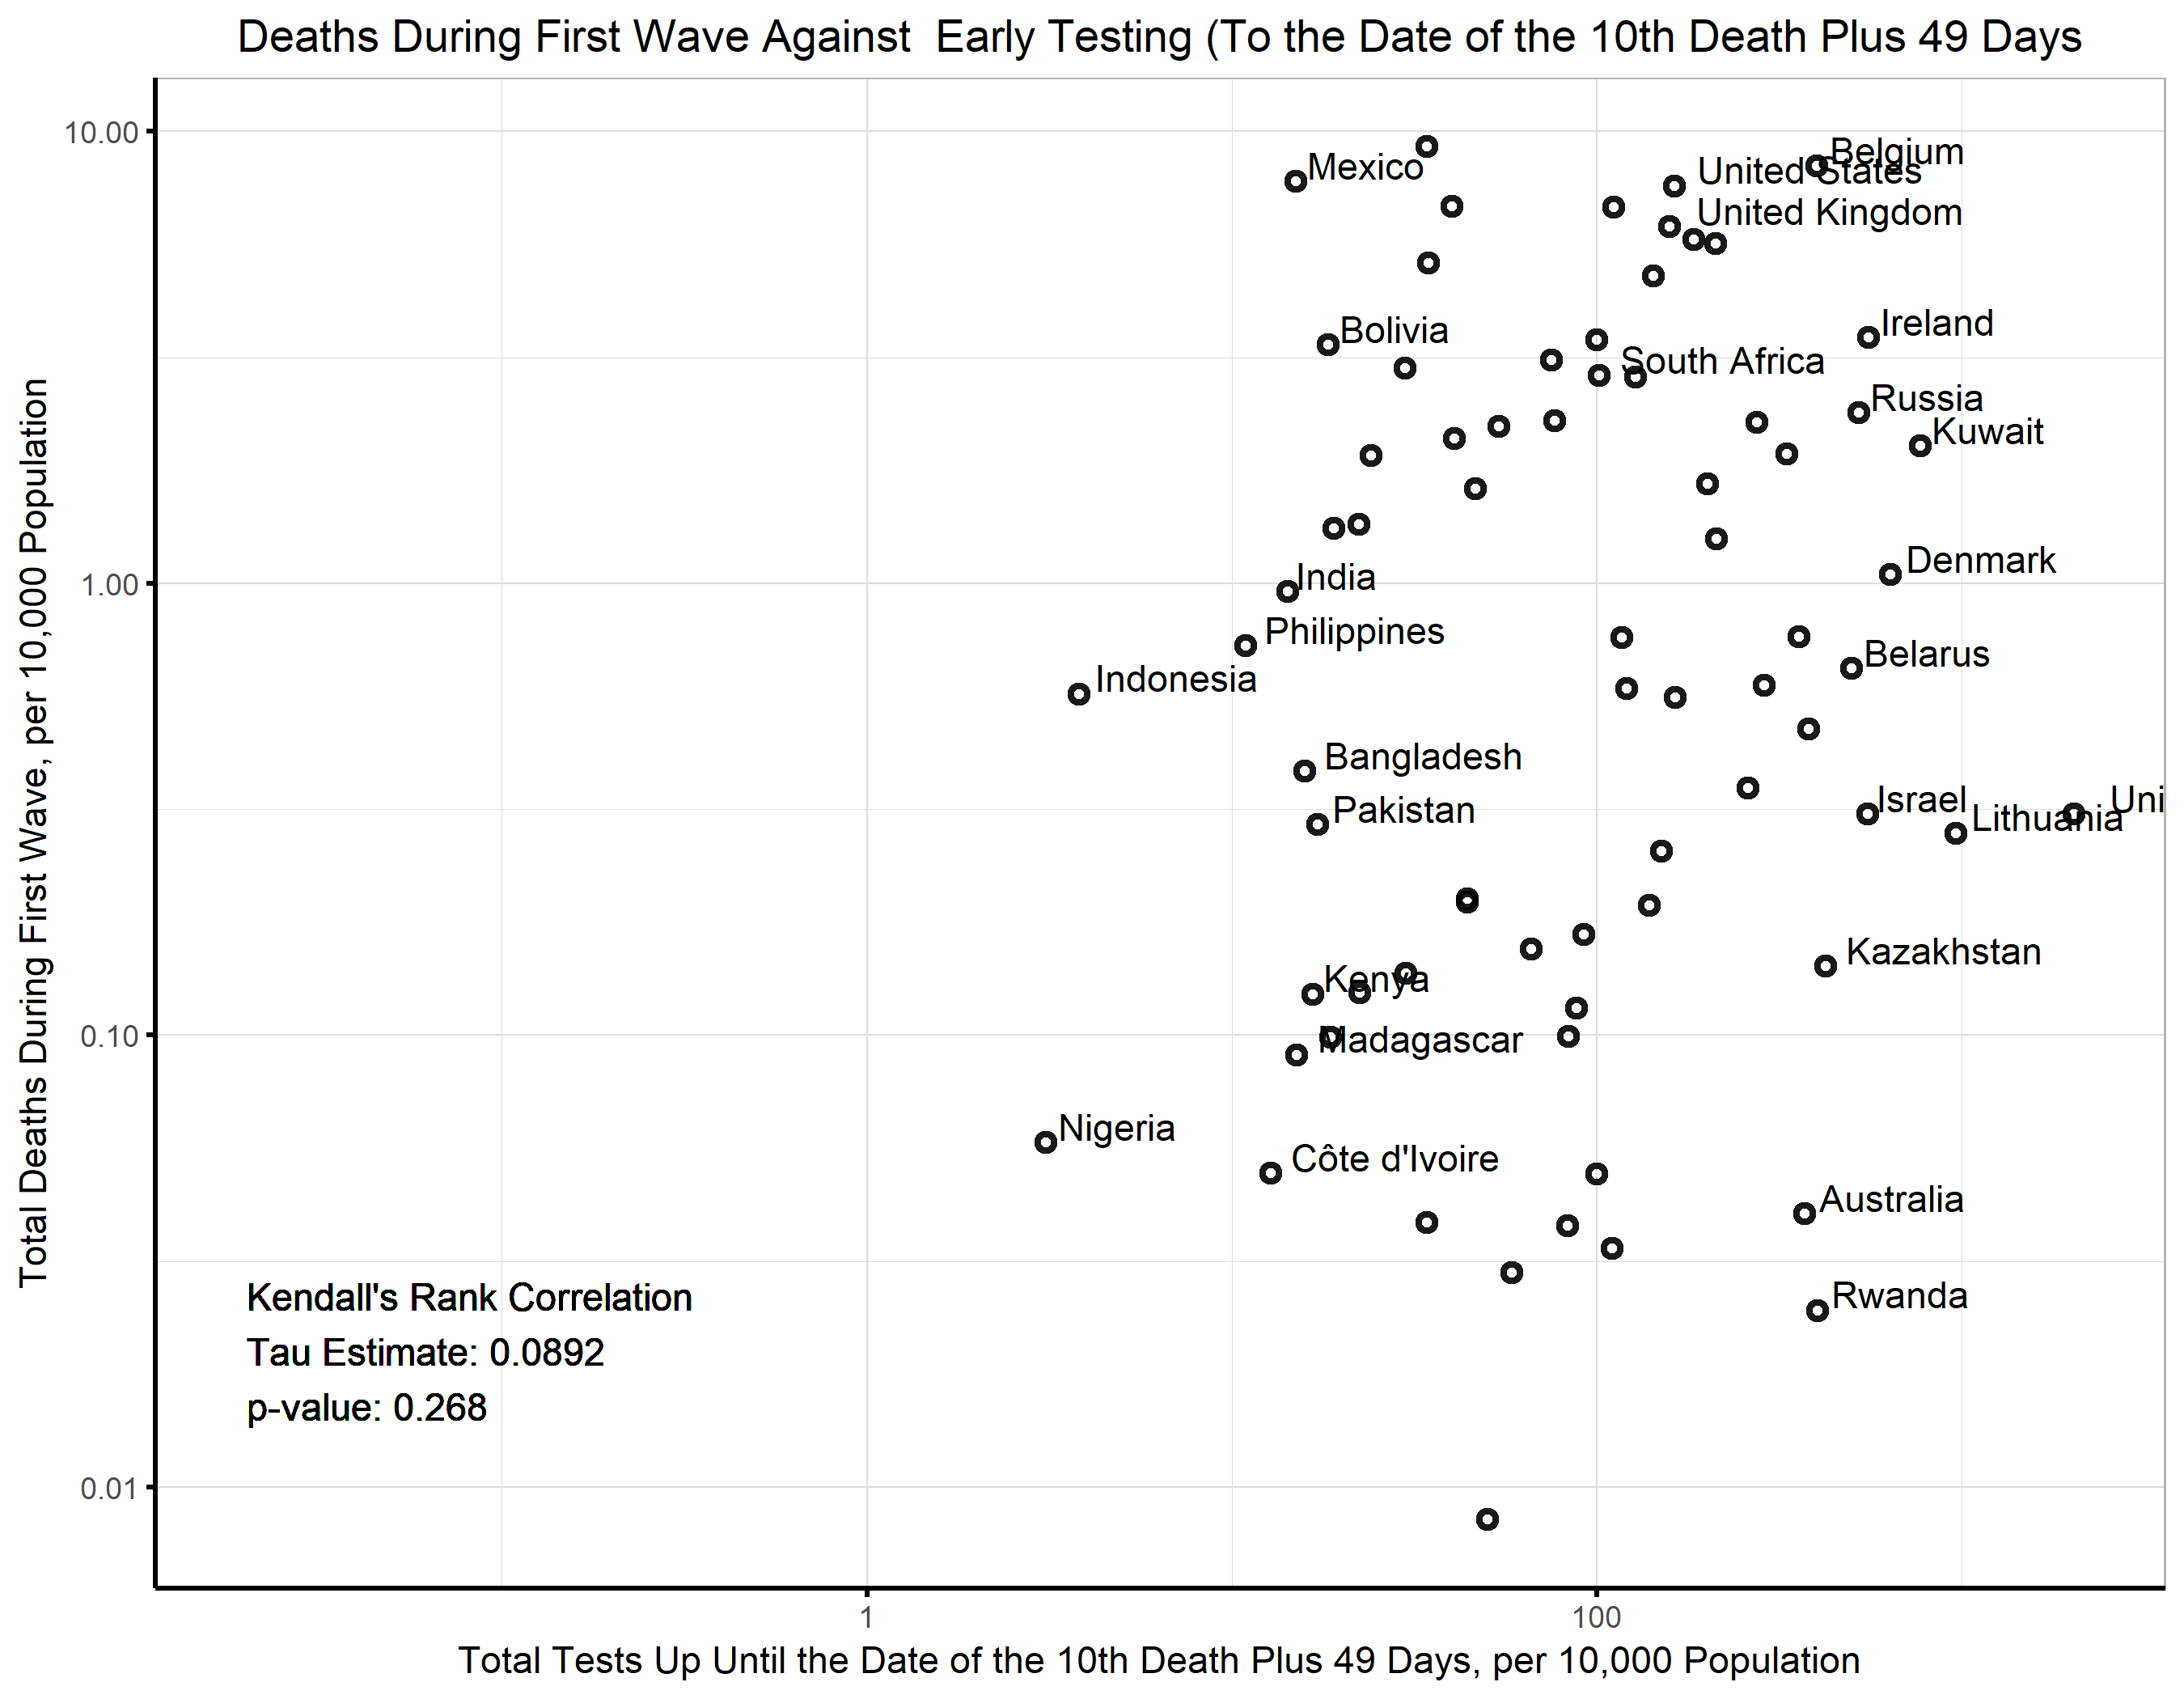 Deaths During First Wave Against  Early Testing (To the Date of the 10th Death Plus 49 Days
Total Deaths During First Wave, per 10,000 Population
10.00
1.00
0.10
0.01
Mexico
Belgium
United States
United Kingdom
Bolivia
Ireland
South Africa
Russia
Kuwait
India
Denmark
Philippines
Belarus
Indonesia
Bangladesh
Pakistan
Israel
Uni
Lithuania
Kazakhstan
Kenya
Madagascar
Nigeria
Côte d'Ivoire
Australia
Rwanda
Kendall's Rank Correlation
Tau Estimate: 0.0892
p-value: 0.268
1
100
Total Tests Up Until the Date of the 10th Death Plus 49 Days, per 10,000 Population